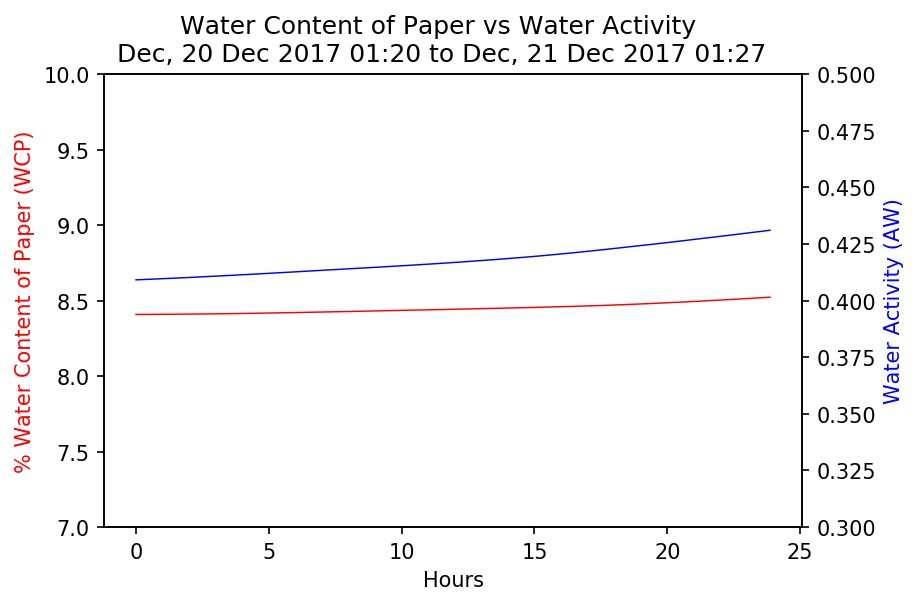 Water Content of Paper vs Water Activity
Dec, 20 Dec 2017 01:20 to Dec, 21 Dec 2017 01:27
% Water Content of Paper (WCP)
10.0
9.5
9.0
8.5
8.0
7.5
7.0
0.500
0.475
0.450
0.425
0.400
0.375
0.350
0.325
0.300
Water Activity (AW)
0 5 10 15 20 25
Hours